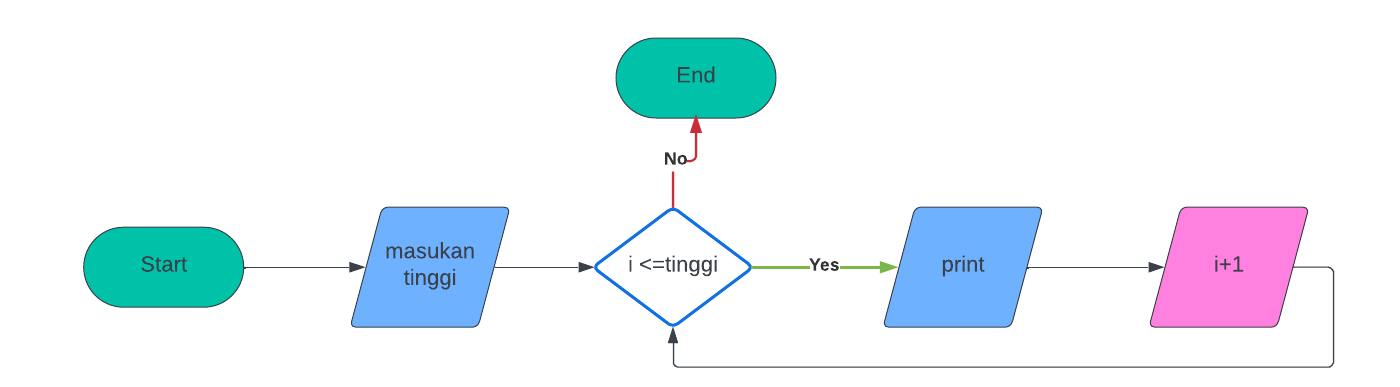 End
No
Start
masukan
tinggi
i <=tinggi
Yes
print
i+1